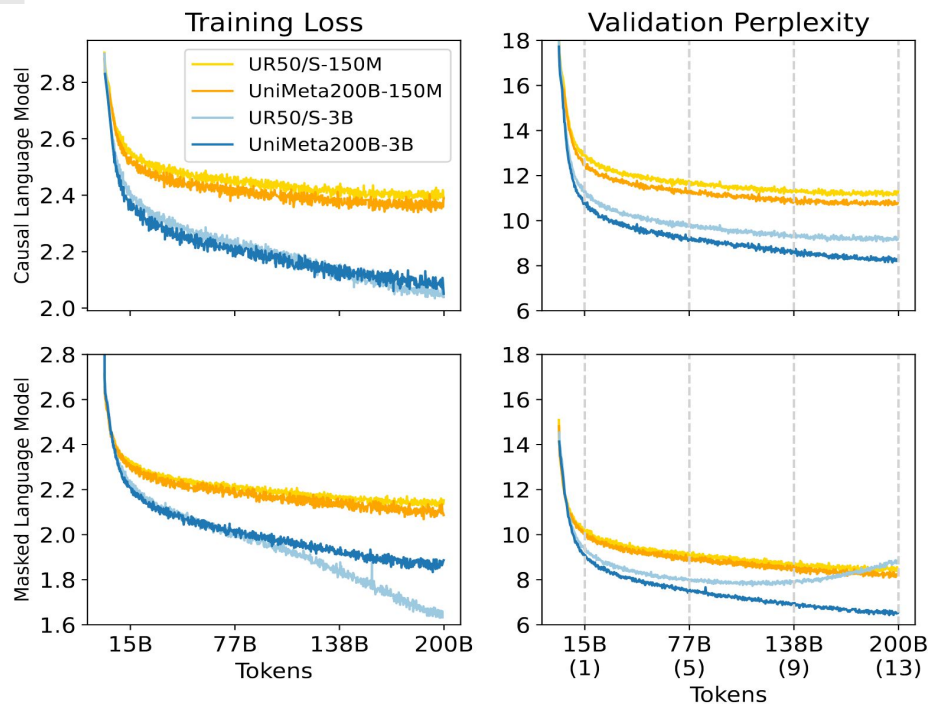 Training Loss
Validation Perplexity
Causal Language Model
2.8
2.6
2.4
2.2
2.0
UR50/S-150M
UniMeta200B-150M
UR50/S-3B
UniMeta200B-3B
18
16
14
12
10
8
6
Masked Language Model
2.8
2.6
2.4
2.2
2.0
1.8
1.6
18
16
14
12
10
8
6
15B 77B 138B 200B
Tokens
15B 77B 138B 200B
(1) (5) (9) (13)
Tokens